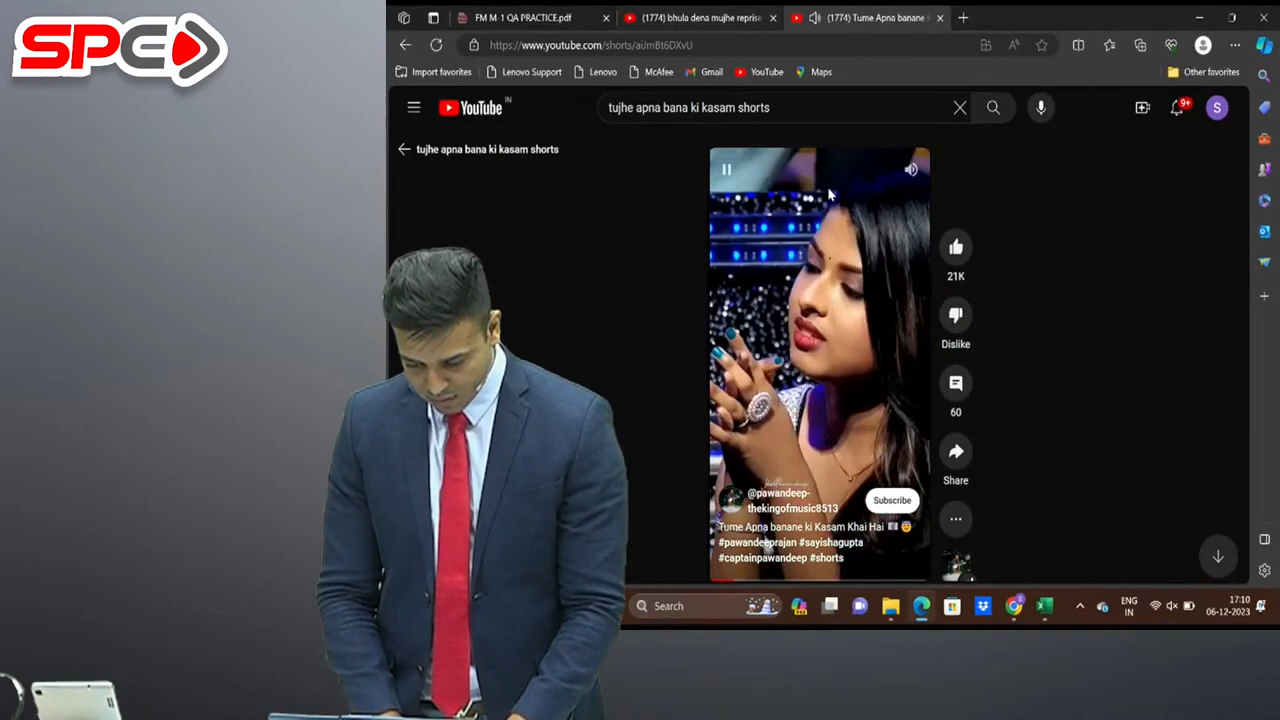 SPC
FM M-1 QA PRACTICE.pdf
(1774) bhula dena mujhe reprise
(1774) Tume Apna banane k
https://www.youtube.com/shorts/aiJmBt6DXvU
Import favorites
Lenovo Support
Lenovo
McAfee
Gmail
YouTube
Maps
Other favorites
YouTube IN
tujhe apna bana ki kasam shorts
9+
S
tujhe apna bana ki kasam shorts
21K
Dislike
60
Share
@pawandeep-
thekingofmusic8513
Subscribe
Tume Apna banane ki Kasam Khai Hai
#pawandeeprajan #sayishagupta
#captainpawandeep #shorts
Search
ENG
IN
17:10
06-12-2023